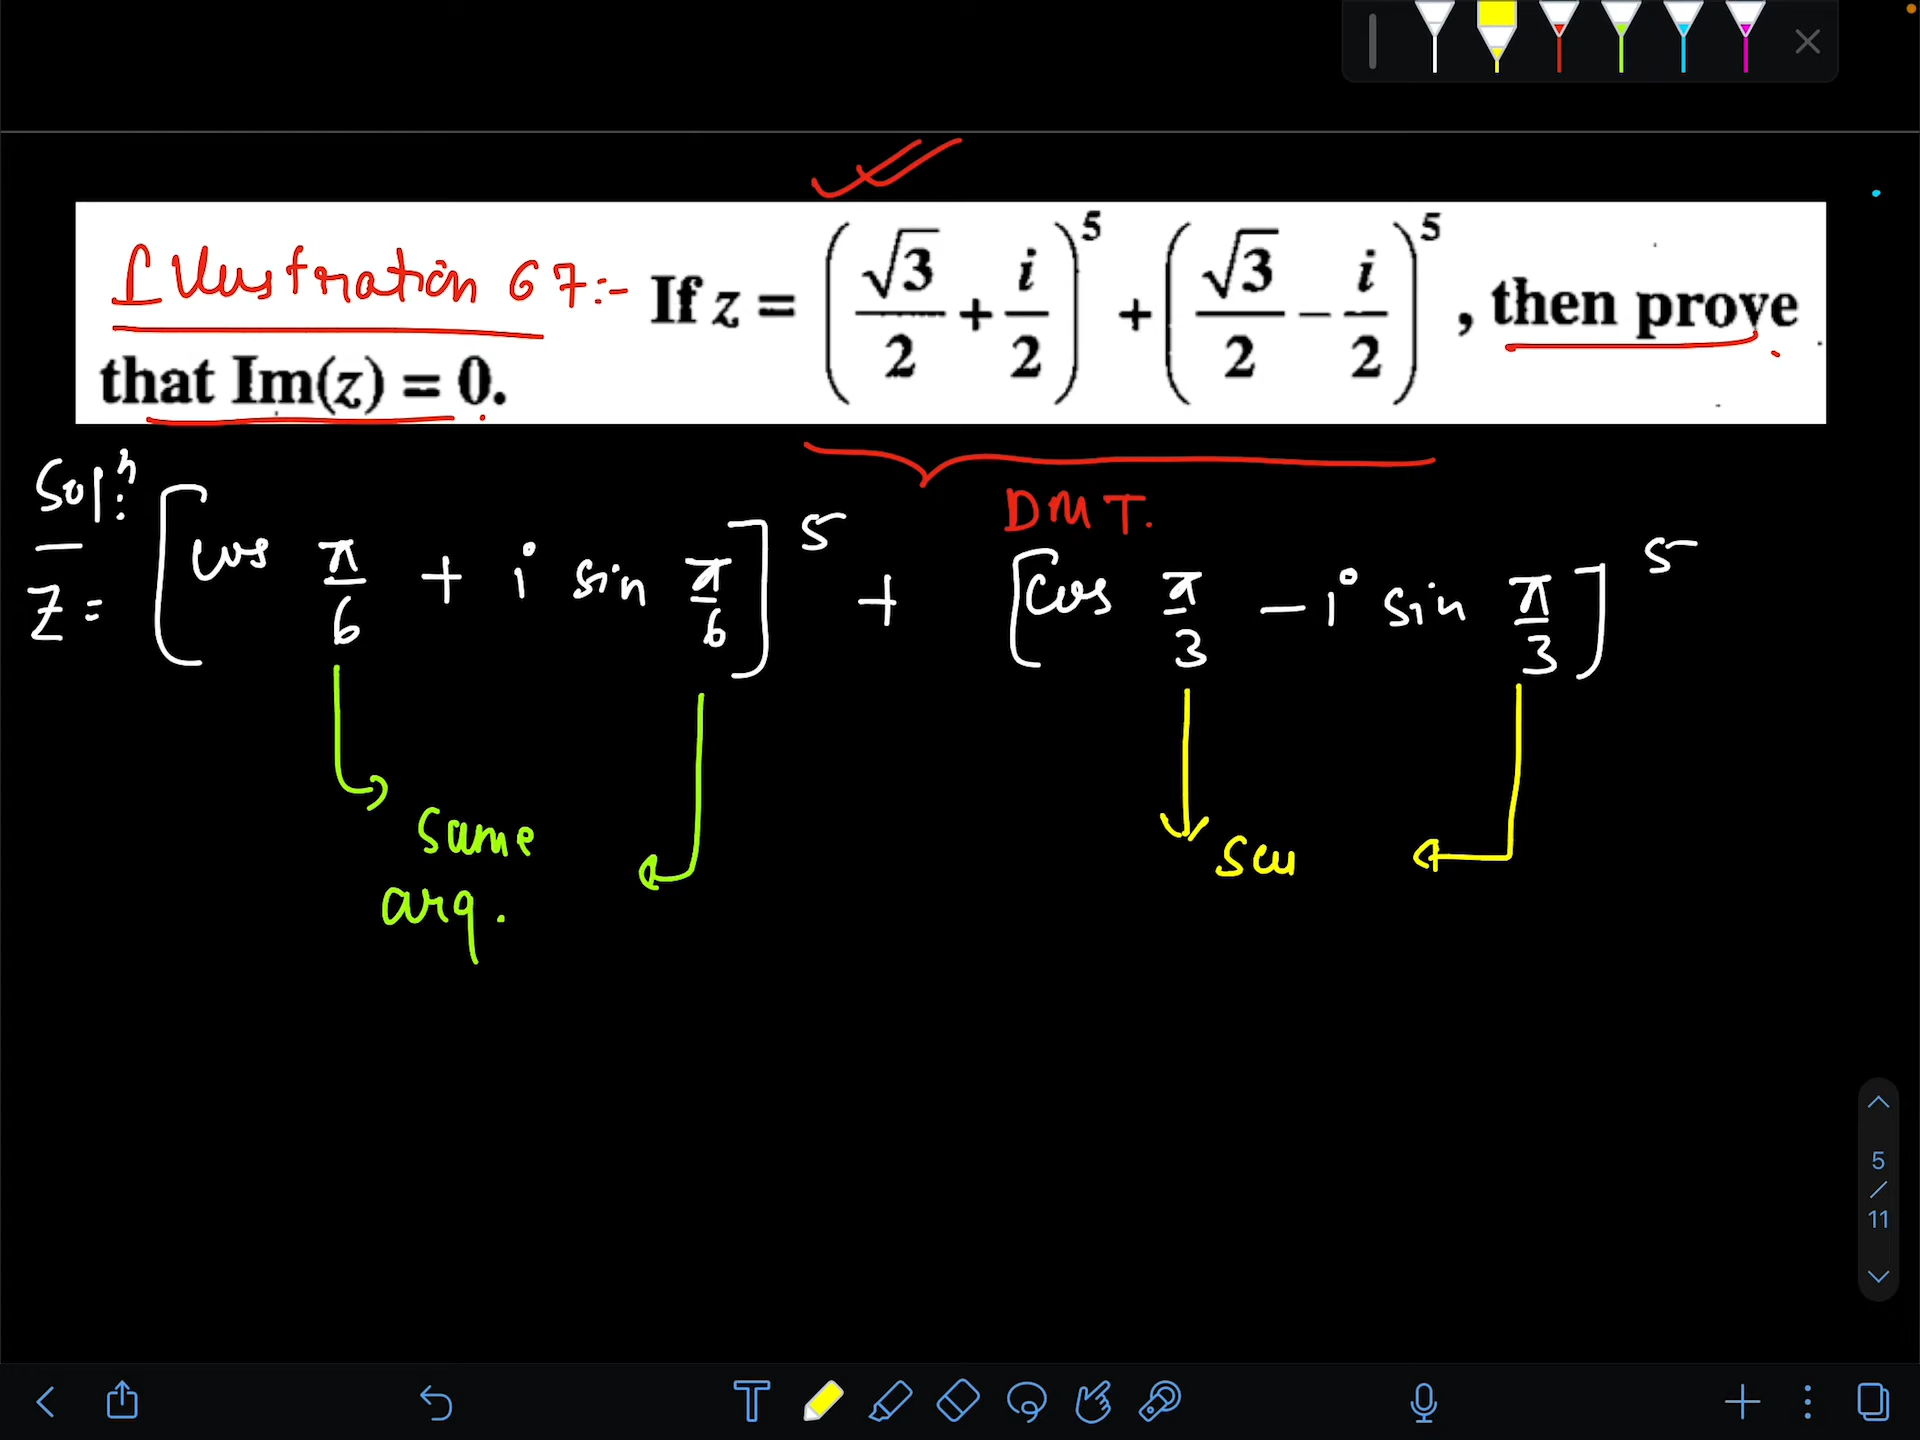 Illustration 67:- If z = (√3/2 + i/2)^5 + (√3/2 − i/2)^5, then prove
that Im(z) = 0.
Sol?
DMT.
Z = [cos π/6 + i sin π/6]^5 + [cos π/3 − i sin π/3]^5
same
arg.
5
/
11
T